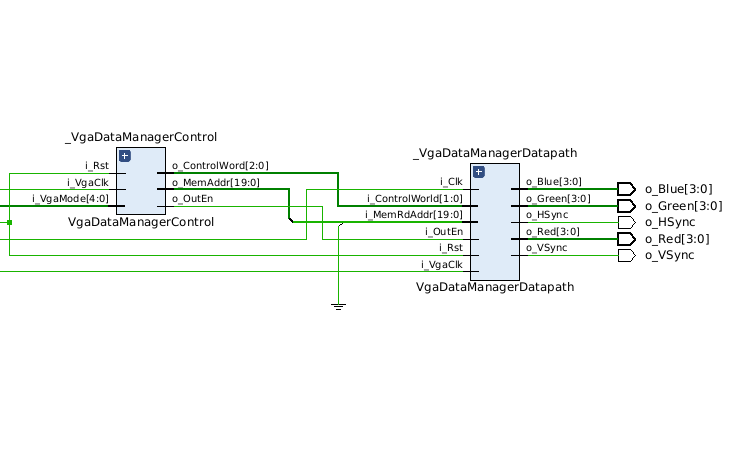 _VgaDataManagerControl
i_Rst
i_VgaClk
i_VgaMode[4:0]
o_ControlWord[2:0]
o_MemAddr[19:0]
o_OutEn
VgaDataManagerControl
_VgaDataManagerDatapath
i_Clk
i_ControlWorld[1:0]
i_MemRdAddr[19:0]
i_OutEn
i_Rst
i_VgaClk
o_Blue[3:0]
o_Green[3:0]
o_HSync
o_Red[3:0]
o_VSync
VgaDataManagerDatapath
o_Blue[3:0]
o_Green[3:0]
o_HSync
o_Red[3:0]
o_VSync